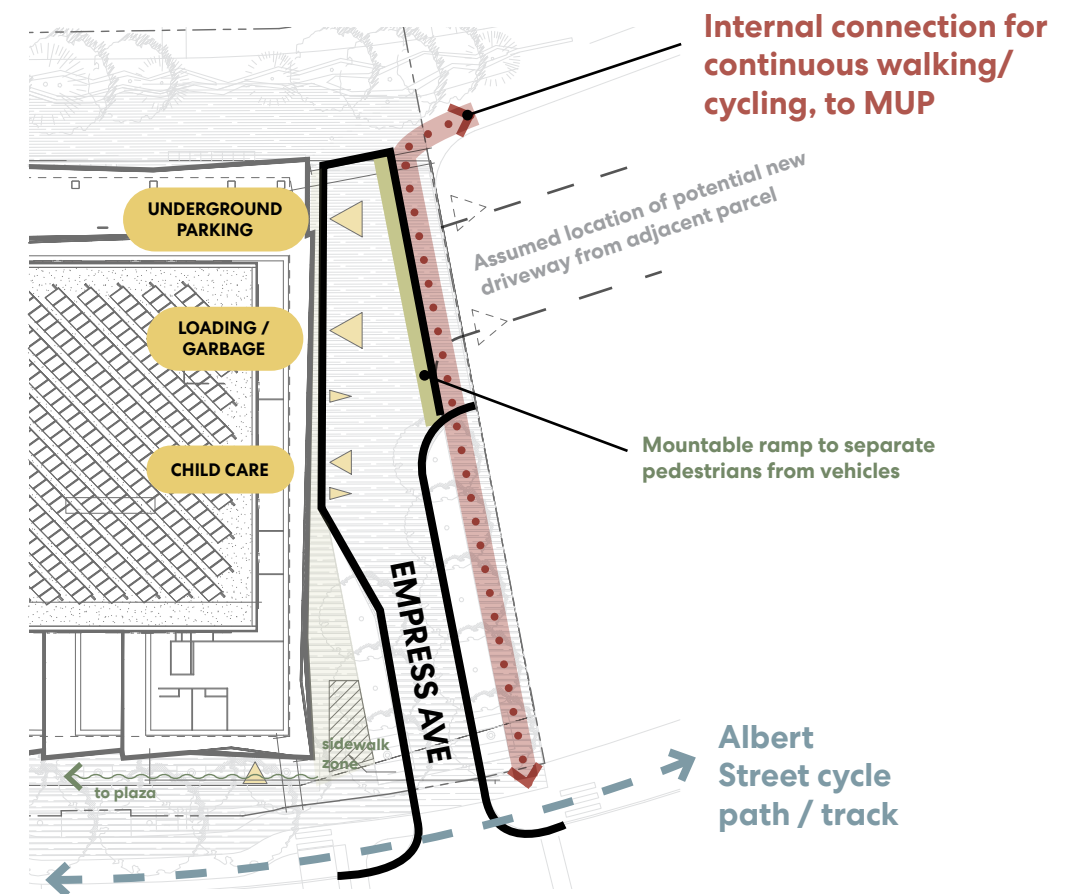 Internal connection for
continuous walking/
cycling, to MUP
Assumed location of potential new
driveway from adjacent parcel
UNDERGROUND
PARKING
LOADING /
GARBAGE
CHILD CARE
Mountable ramp to separate
pedestrians from vehicles
EMPRESS AVE
sidewalk
zone
to plaza
Albert
Street cycle
path / track